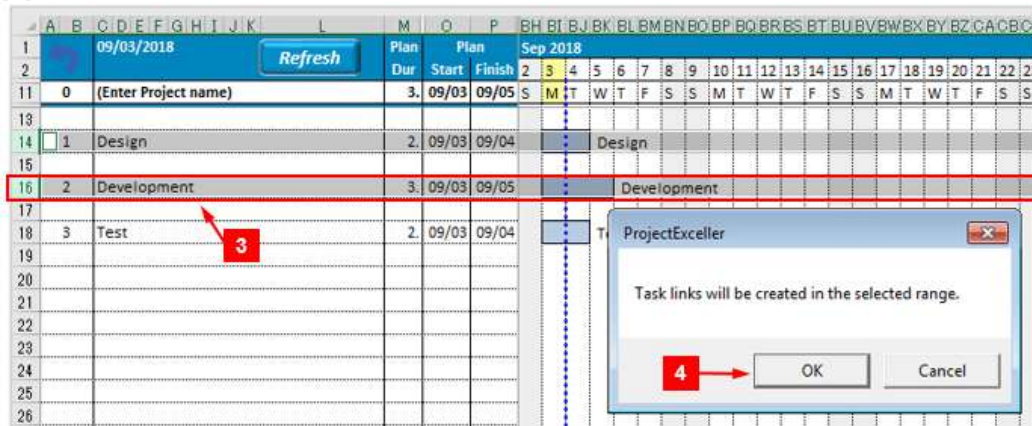 A B C D E F G H I J K L M O P BH BI BJ BK BL BM BN BO BP BQ BR BS BT BU BV BW BX BY BZ CA CB C
1 09/03/2018 Refresh Plan Plan Sep 2018
2 Dur Start Finish 2 3 4 5 6 7 8 9 10 11 12 13 14 15 16 17 18 19 20 21 22 2
11 0 (Enter Project name) 3. 09/03 09/05 S M T W T F S S M T W T F S S M T W T F S S
13
14 1 Design 2. 09/03 09/04 Design
15
16 2 Development 3. 09/03 09/05 Development
17
18 3 Test 2. 09/03 09/04 T
3
19
20
21
22
23
24
25
26
ProjectExceller
Task links will be created in the selected range.
4 OK Cancel